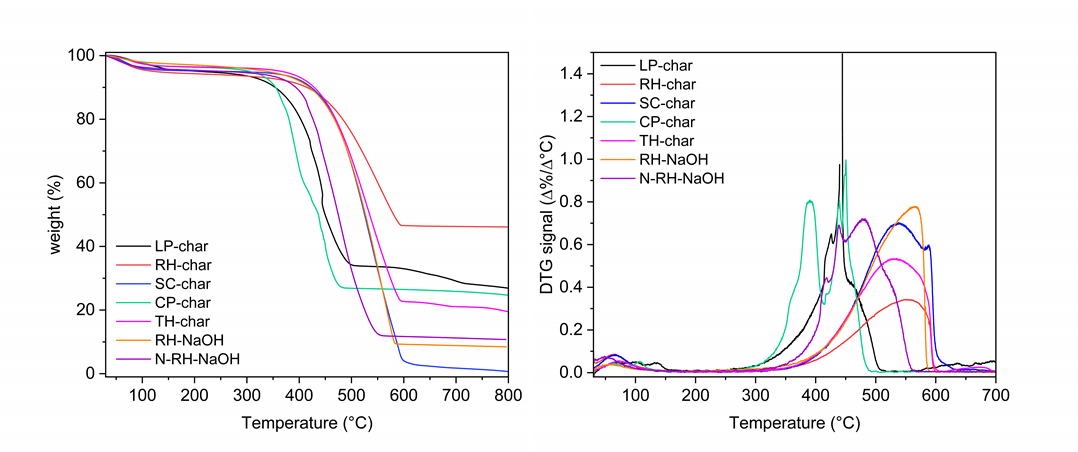 100
80
60
40
20
0
weight (%)
LP-char
RH-char
SC-char
CP-char
TH-char
RH-NaOH
N-RH-NaOH
100 200 300 400 500 600 700 800
Temperature (°C)
1.4
1.2
1.0
0.8
0.6
0.4
0.2
0.0
DTG signal (Δ%/Δ°C)
LP-char
RH-char
SC-char
CP-char
TH-char
RH-NaOH
N-RH-NaOH
100 200 300 400 500 600 700
Temperature (°C)